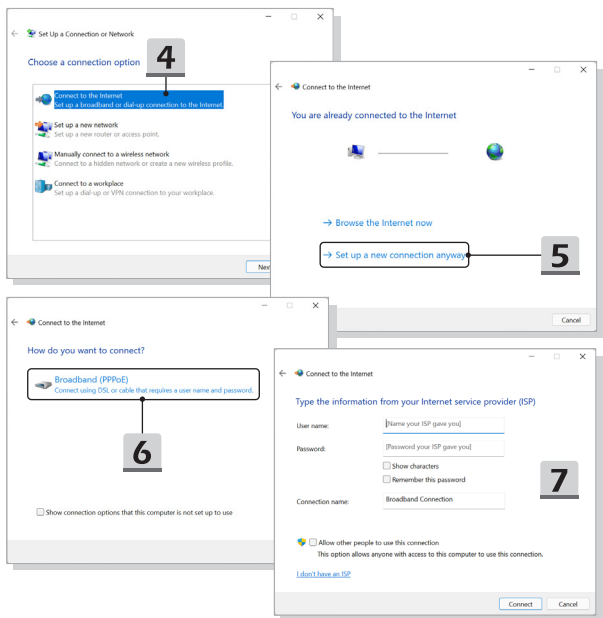 Set Up a Connection or Network
Choose a connection option
4
Connect to the Internet
Set up a broadband or dial-up connection to the Internet.
Set up a new network
Set up a new router or access point.
Manually connect to a wireless network
Connect to a hidden network or create a new wireless profile.
Connect to a workplace
Set up a dial-up or VPN connection to your workplace.
Connect to the Internet
You are already connected to the Internet
→ Browse the Internet now
→ Set up a new connection anyway
5
Cancel
Connect to the Internet
How do you want to connect?
Broadband (PPPoE)
Connect using DSL or cable that requires a user name and password.
6
Show connection options that this computer is not set up to use
Connect to the Internet
Type the information from your Internet service provider (ISP)
User name: [Name your ISP gave you]
Password: [Password your ISP gave you]
Show characters
Remember this password
7
Connection name: Broadband Connection
Allow other people to use this connection
This option allows anyone with access to this computer to use this connection.
I don't have an ISP
Connect Cancel